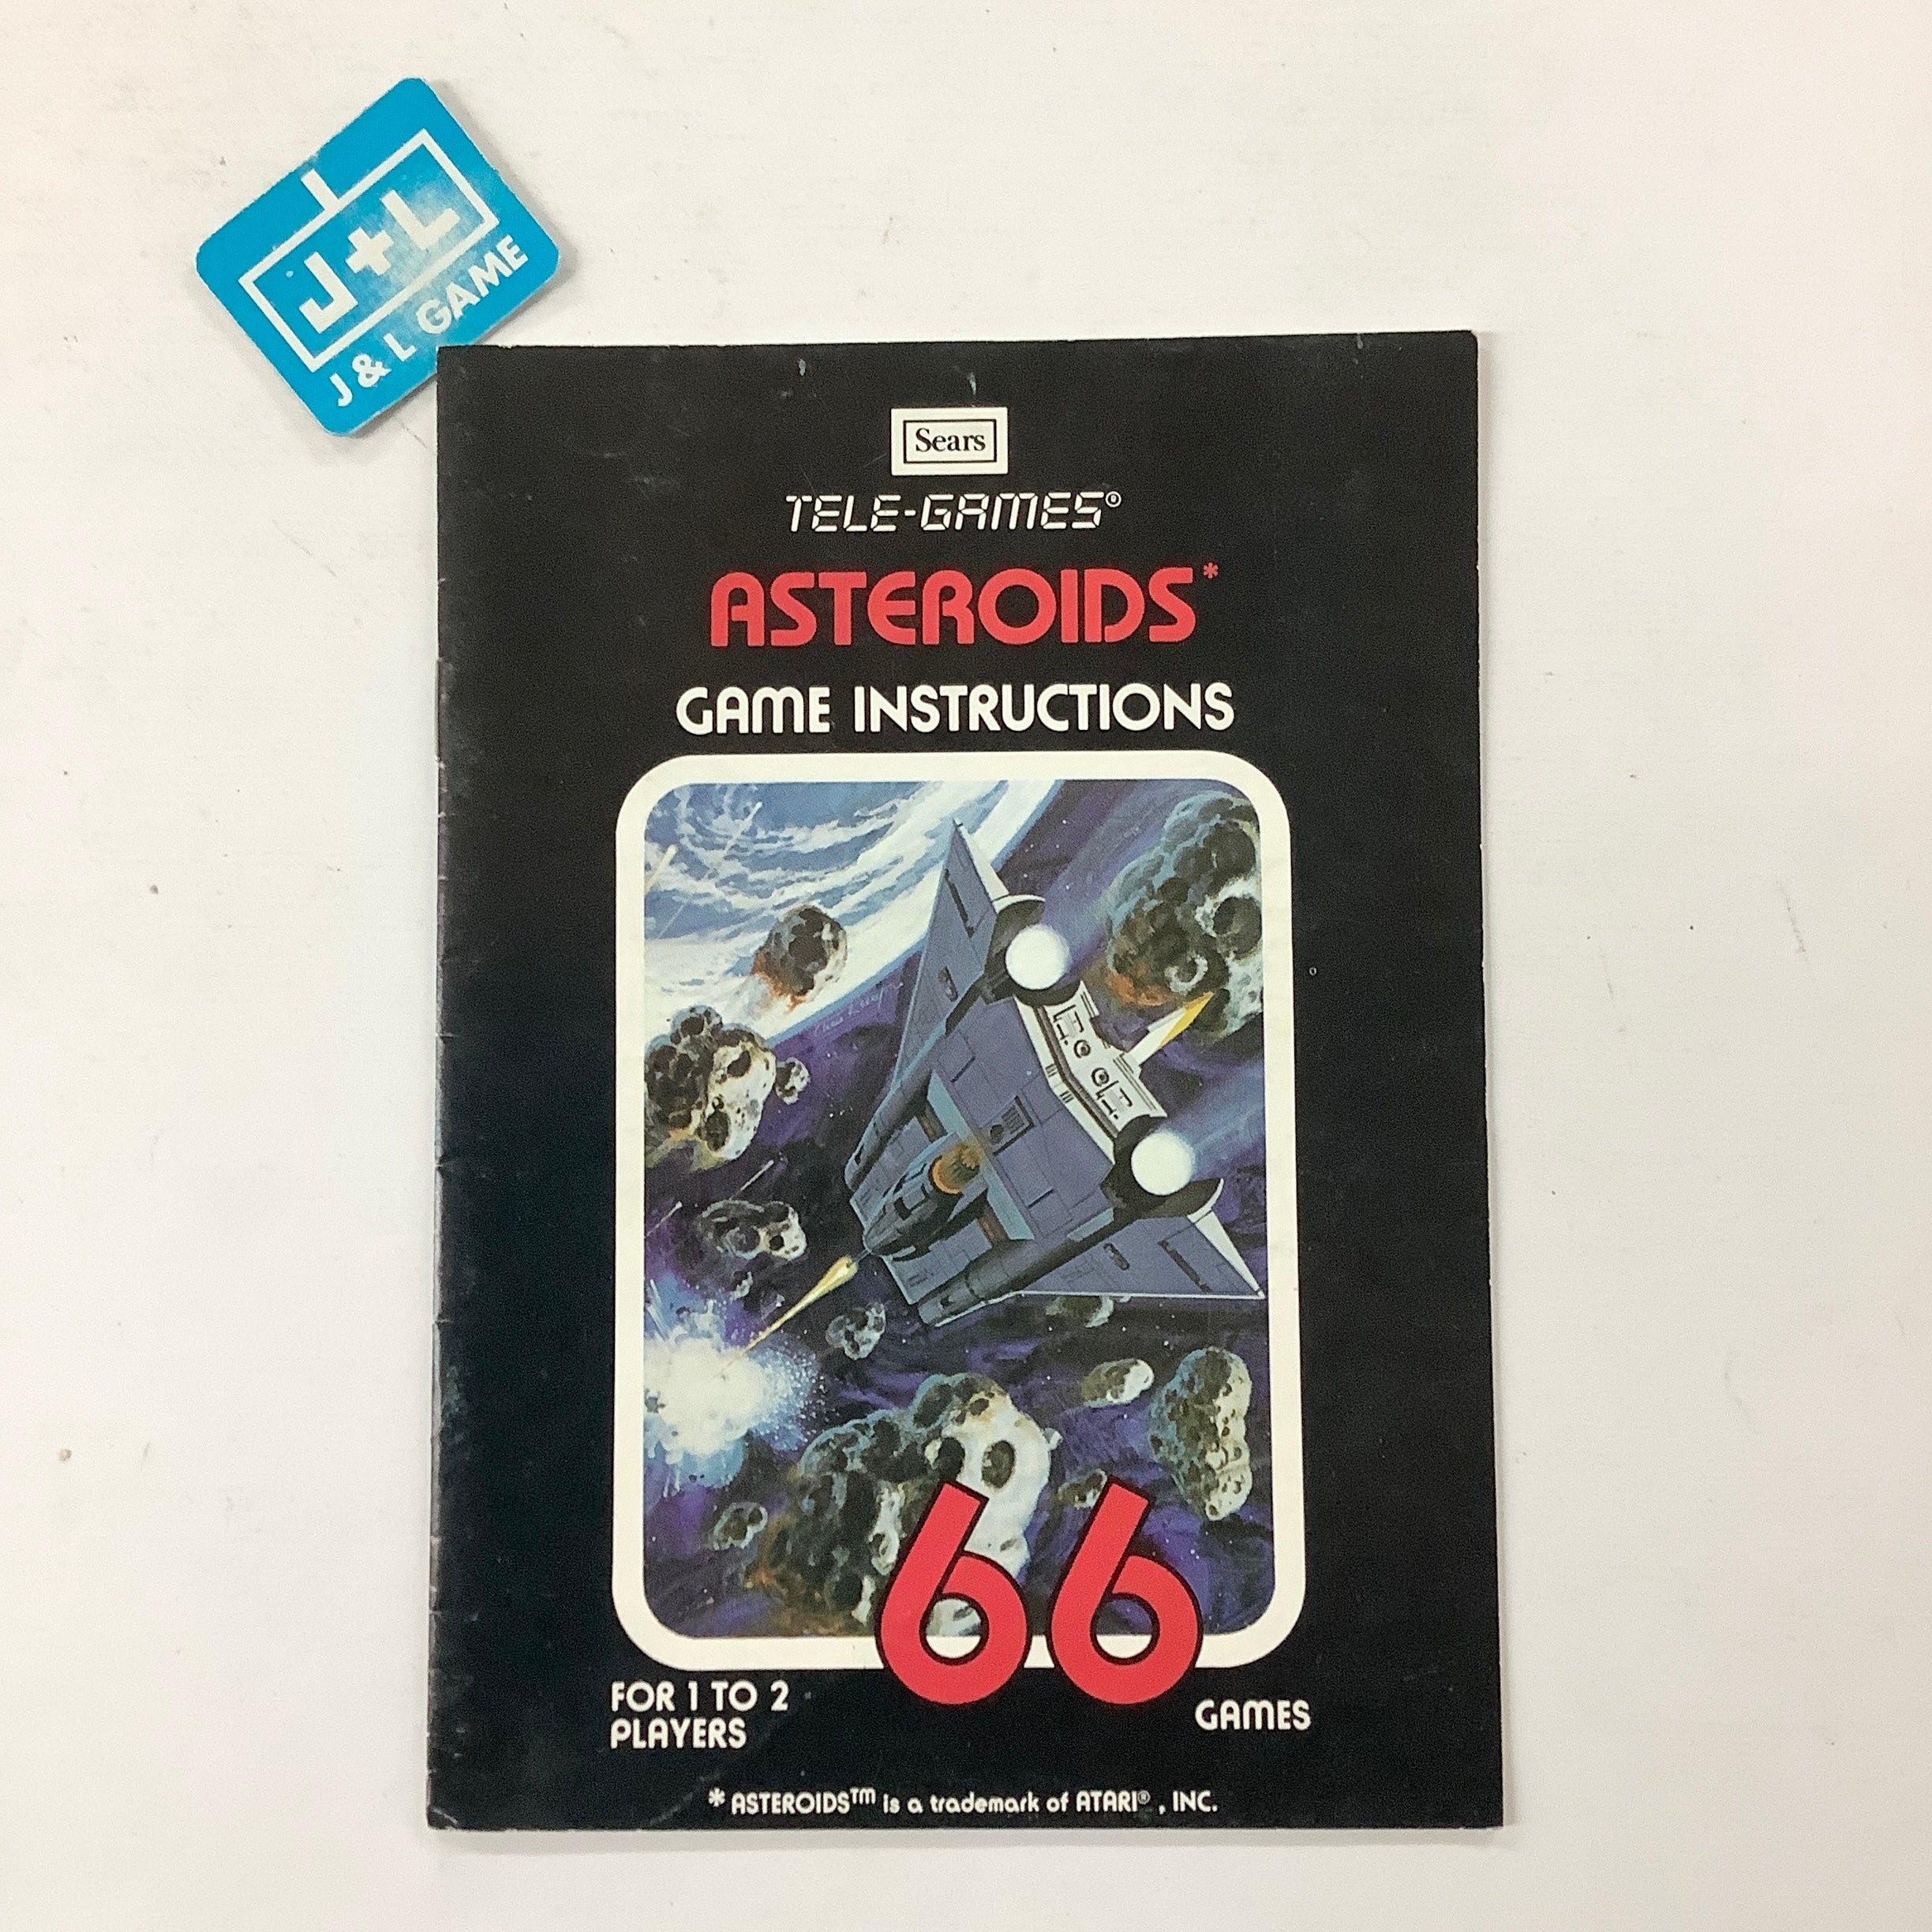 J+L
J & L GAME
Sears
TELE-GAMES®
ASTEROIDS*
GAME INSTRUCTIONS
66
FOR 1 TO 2
PLAYERS
GAMES
* ASTEROIDS™ is a trademark of ATARI® , INC.